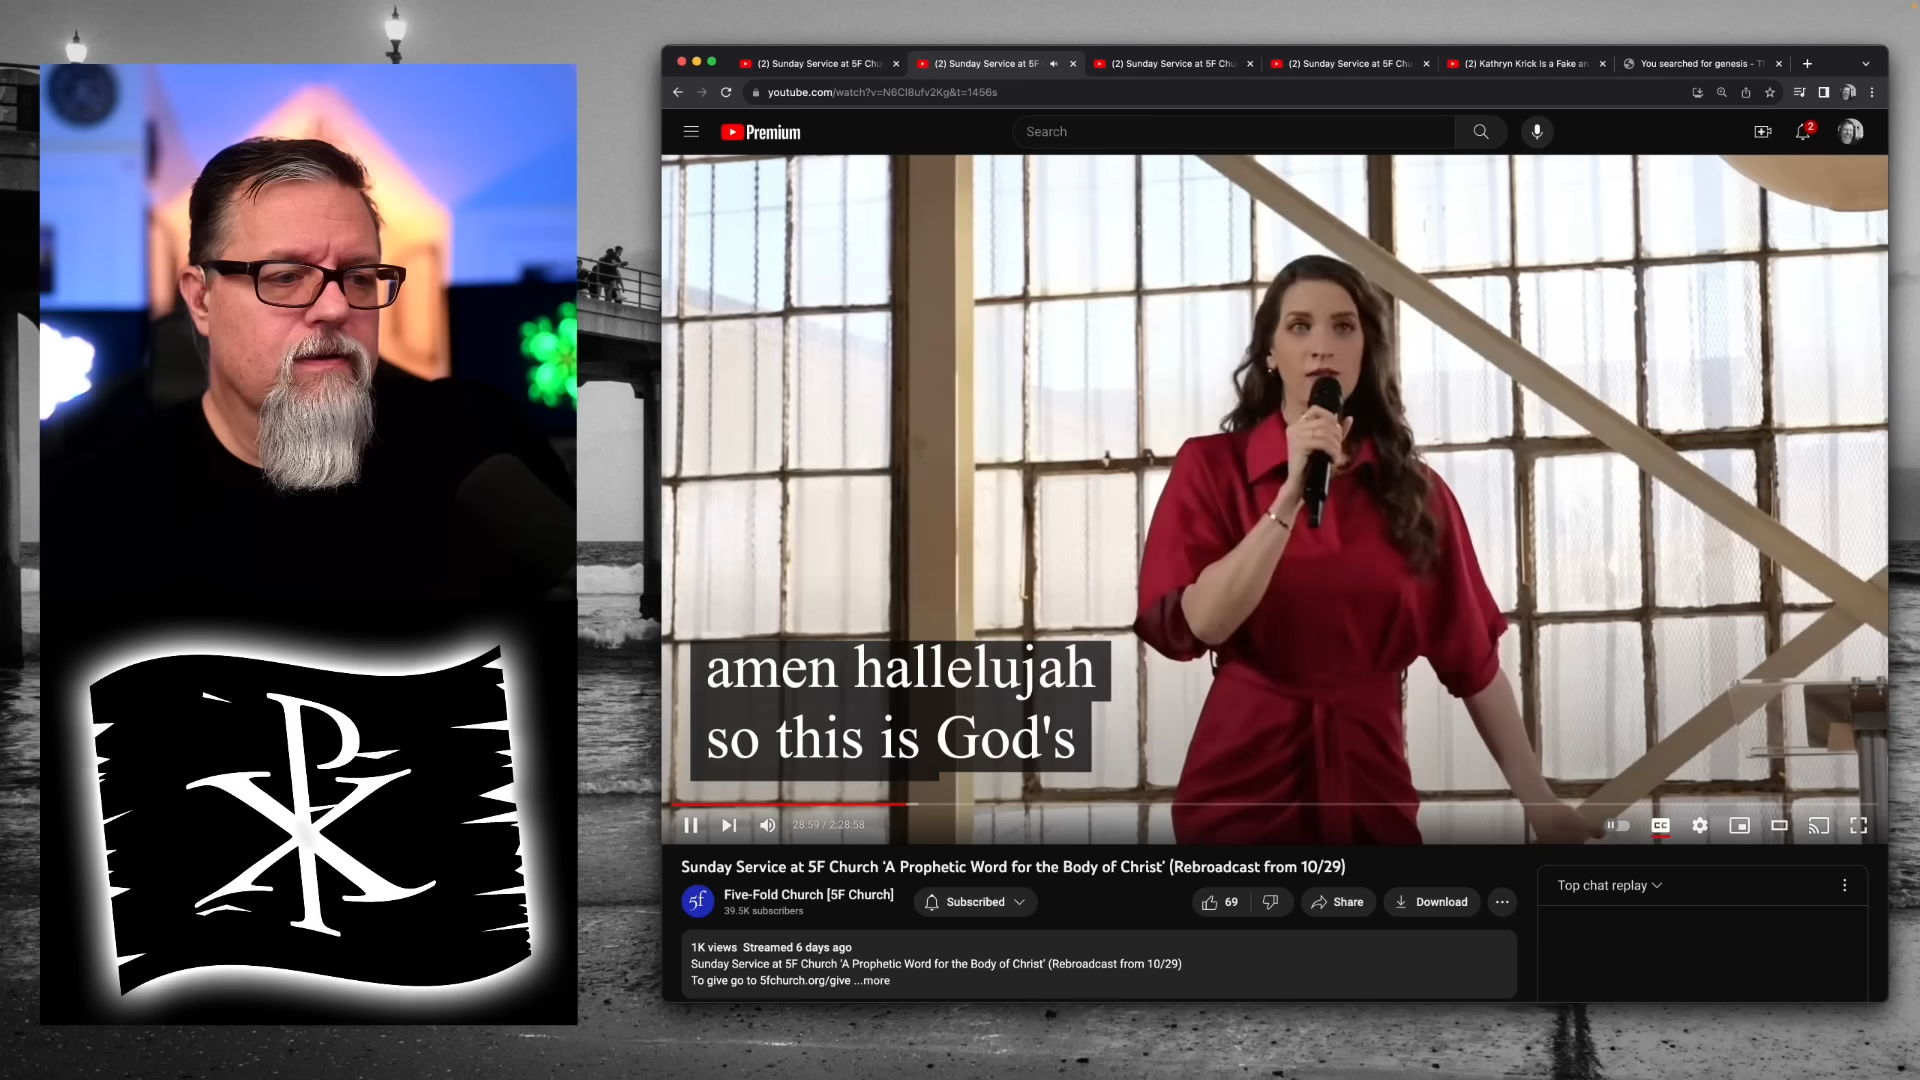 (2) Sunday Service at 5F Chu
(2) Sunday Service at 5F
(2) Sunday Service at 5F Chu
(2) Sunday Service at 5F Chu
(2) Kathryn Krick Is a Fake an
You searched for genesis - T
youtube.com/watch?v=N6Cl8ufv2Kg&t=1456s
Premium
Search
2
amen hallelujah
so this is God's
28:59 / 2:28:58
CC
Sunday Service at 5F Church 'A Prophetic Word for the Body of Christ' (Rebroadcast from 10/29)
5f
Five-Fold Church [5F Church]
39.5K subscribers
Subscribed
69
Share
Download
Top chat replay
1K views Streamed 6 days ago
Sunday Service at 5F Church 'A Prophetic Word for the Body of Christ' (Rebroadcast from 10/29)
To give go to 5fchurch.org/give ...more